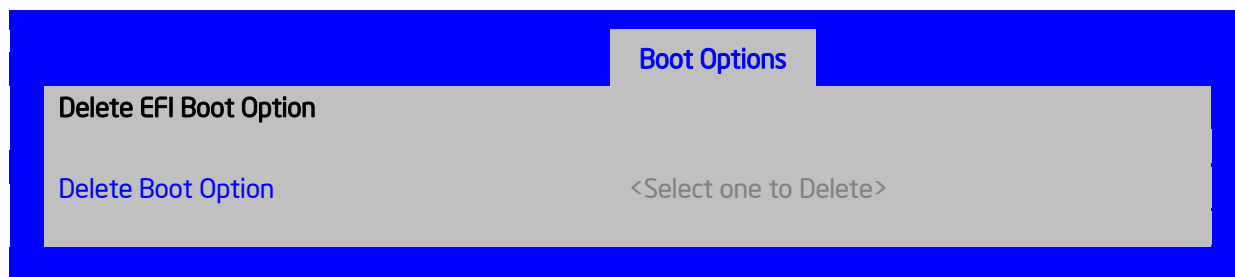 Boot Options
Delete EFI Boot Option
Delete Boot Option <Select one to Delete>